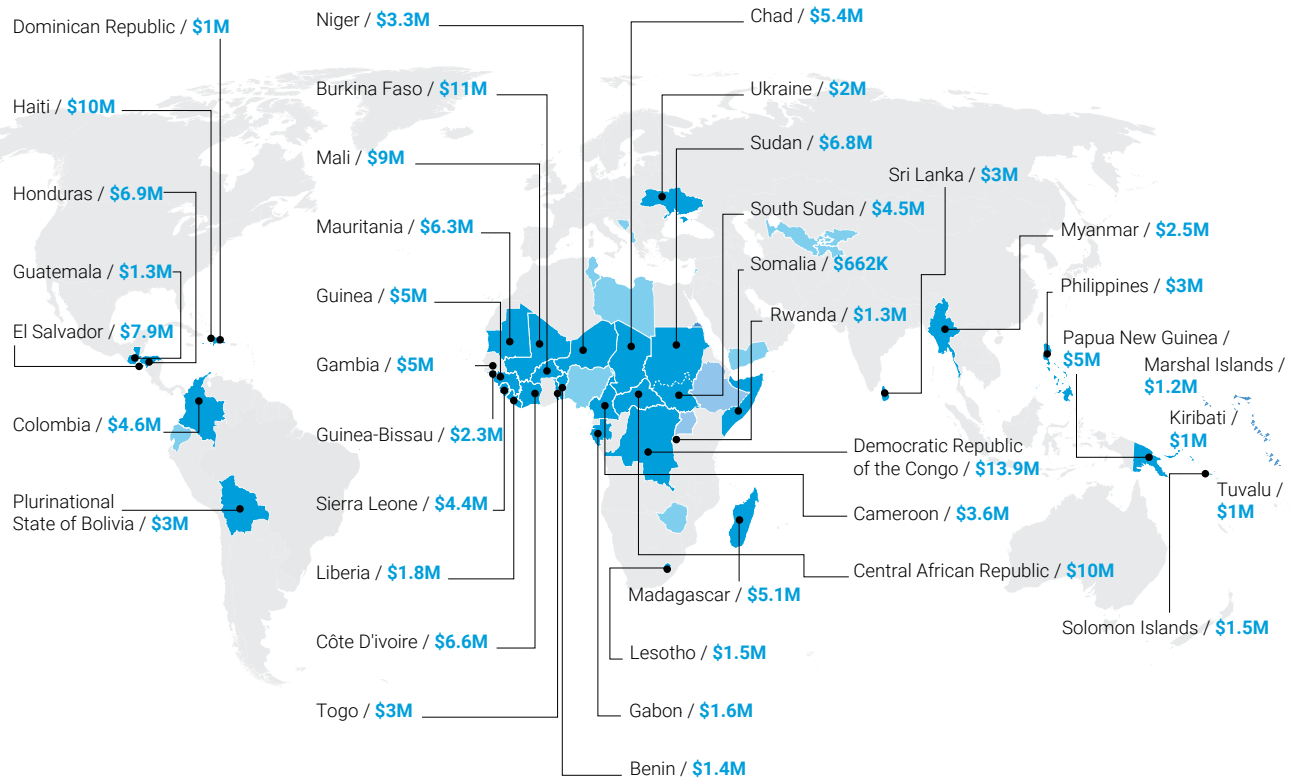 Dominican Republic / $1M
Haiti / $10M
Honduras / $6.9M
Guatemala / $1.3M
El Salvador / $7.9M
Colombia / $4.6M
Plurinational
State of Bolivia / $3M
Niger / $3.3M
Burkina Faso / $11M
Mali / $9M
Mauritania / $6.3M
Guinea / $5M
Gambia / $5M
Guinea-Bissau / $2.3M
Sierra Leone / $4.4M
Liberia / $1.8M
Côte D'ivoire / $6.6M
Togo / $3M
Chad / $5.4M
Ukraine / $2M
Sudan / $6.8M
South Sudan / $4.5M
Somalia / $662K
Rwanda / $1.3M
Democratic Republic
of the Congo / $13.9M
Cameroon / $3.6M
Central African Republic / $10M
Madagascar / $5.1M
Lesotho / $1.5M
Gabon / $1.6M
Benin / $1.4M
Sri Lanka / $3M
Myanmar / $2.5M
Philippines / $3M
Papua New Guinea /
$5M
Marshal Islands /
$1.2M
Kiribati /
$1M
Tuvalu /
$1M
Solomon Islands / $1.5M